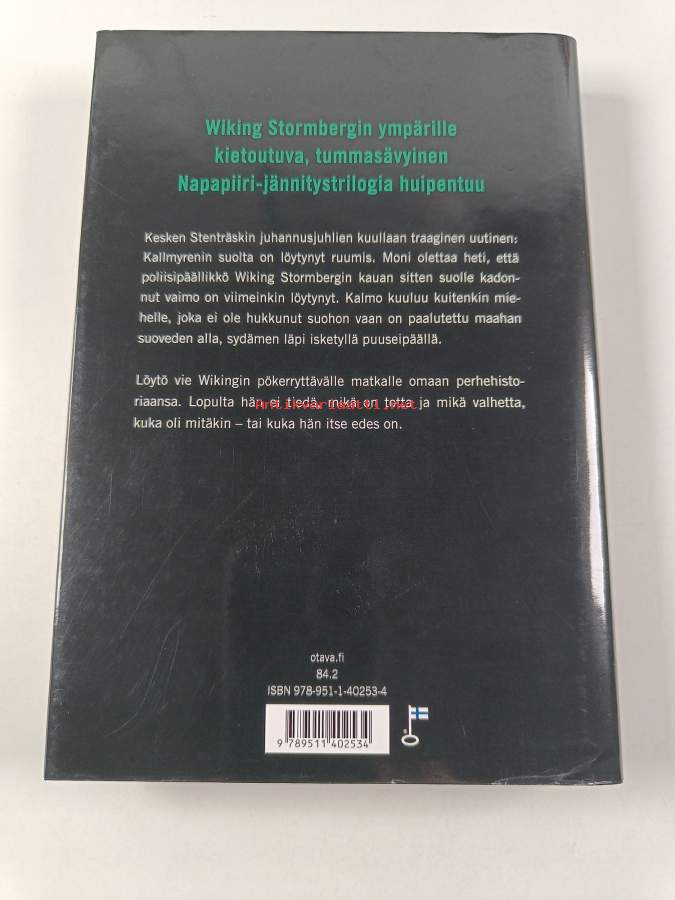 Wiking Stormbergin ympärille
kietoutuva, tummasävyinen
Napapiiri-jännitystrilogia huipentuu
Kesken Stenträskin juhannusjuhlien kuullaan traaginen uutinen:
Kallmyrenin suolta on löytynyt ruumis. Moni olettaa heti, että
poliisipäällikkö Wiking Stormbergin kauan sitten suolle kadon-
nut vaimo on viimeinkin löytynyt. Kalmo kuuluu kuitenkin mie-
helle, joka ei ole hukkunut suohon vaan on paalutettu maahan
suoveden alla, sydämen läpi isketyllä puuseipäällä.
Löytö vie Wikingin pökerryttävälle matkalle omaan perhehisto-
riaansa. Lopulta hän ei tiedä, mikä on totta ja mikä valhetta,
Antikvariaatti.net
kuka oli mitäkin – tai kuka hän itse edes on.
otava.fi
84.2
ISBN 978-951-1-40253-4
9 789511 402534